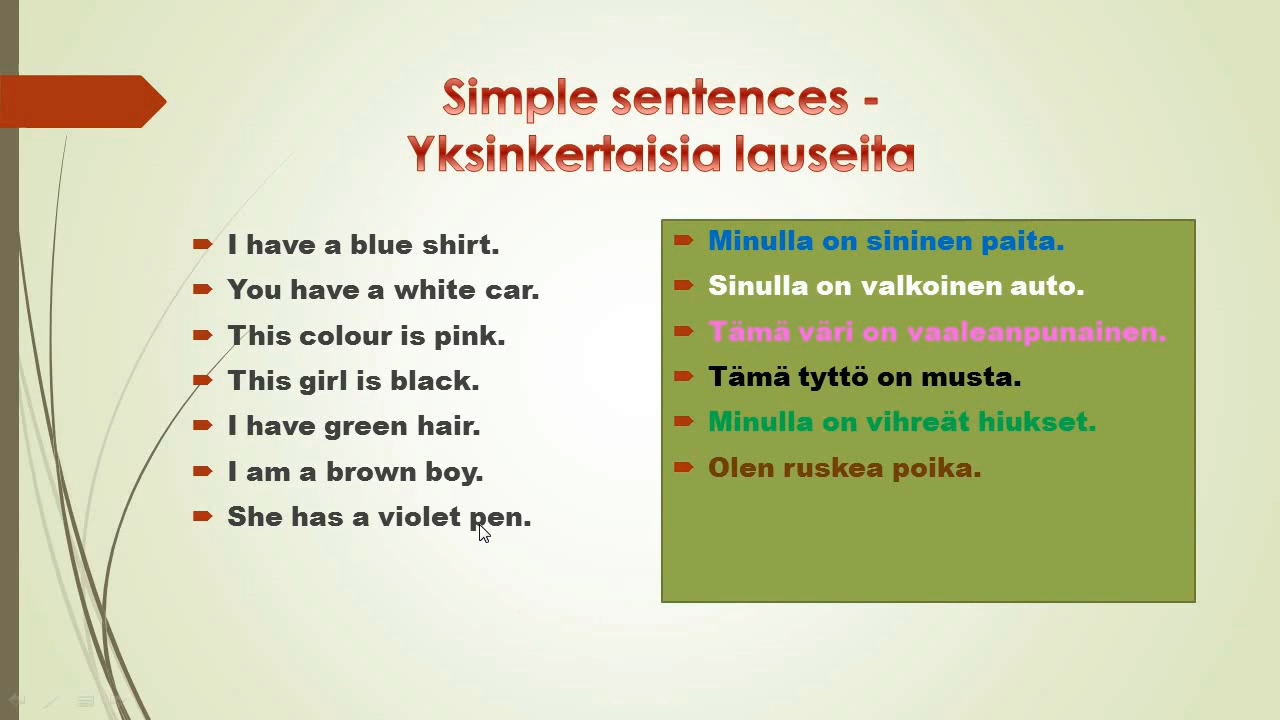 Simple sentences -
Yksinkertaisia lauseita
I have a blue shirt.
You have a white car.
This colour is pink.
This girl is black.
I have green hair.
I am a brown boy.
She has a violet pen.
Minulla on sininen paita.
Sinulla on valkoinen auto.
Tämä väri on vaaleanpunainen.
Tämä tyttö on musta.
Minulla on vihreät hiukset.
Olen ruskea poika.